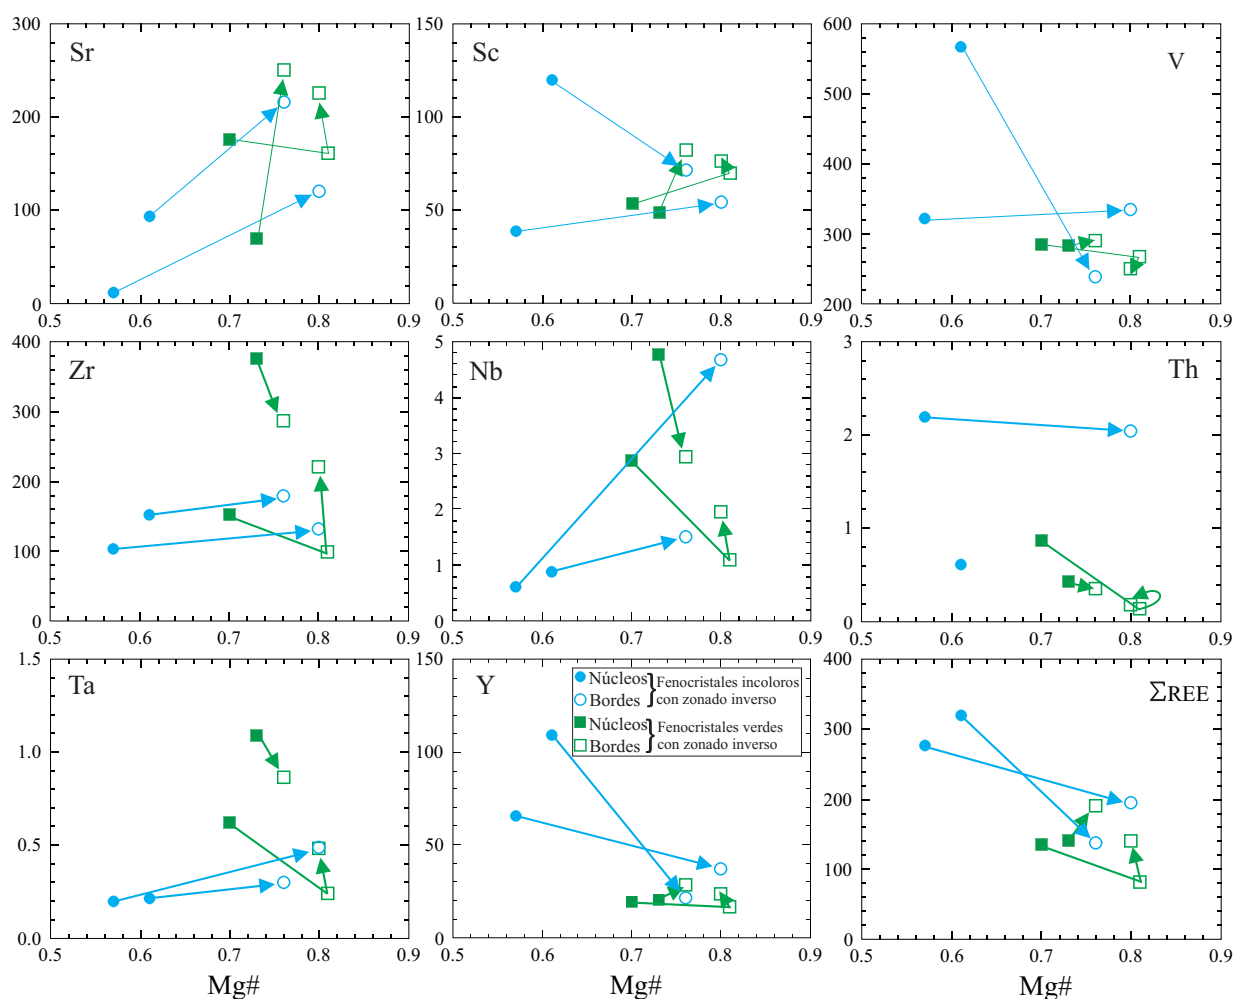 Sr
300
200
100
0
0.5 0.6 0.7 0.8 0.9
Sc
150
100
50
0
0.5 0.6 0.7 0.8 0.9
V
600
500
400
300
200
0.5 0.6 0.7 0.8 0.9
Zr
400
300
200
100
0
0.5 0.6 0.7 0.8 0.9
Nb
5
4
3
2
1
0
0.5 0.6 0.7 0.8 0.9
Th
3
2
1
0
0.5 0.6 0.7 0.8 0.9
Ta
1.5
1.0
0.5
0.0
0.5 0.6 0.7 0.8 0.9
Mg#
Y
150
100
50
0
0.5 0.6 0.7 0.8 0.9
Mg#
Núcleos
Bordes
Fenocristales incoloros
con zonado inverso
Núcleos
Bordes
Fenocristales verdes
con zonado inverso
ΣREE
400
300
200
100
0
0.5 0.6 0.7 0.8 0.9
Mg#